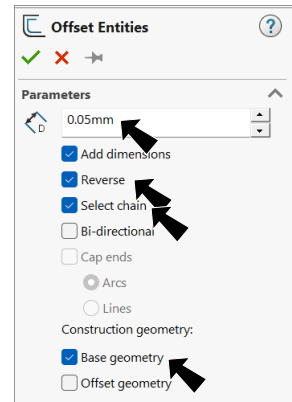 Offset Entities
?
Parameters
D
0.05mm
Add dimensions
Reverse
Select chain
Bi-directional
Cap ends
Arcs
Lines
Construction geometry:
Base geometry
Offset geometry